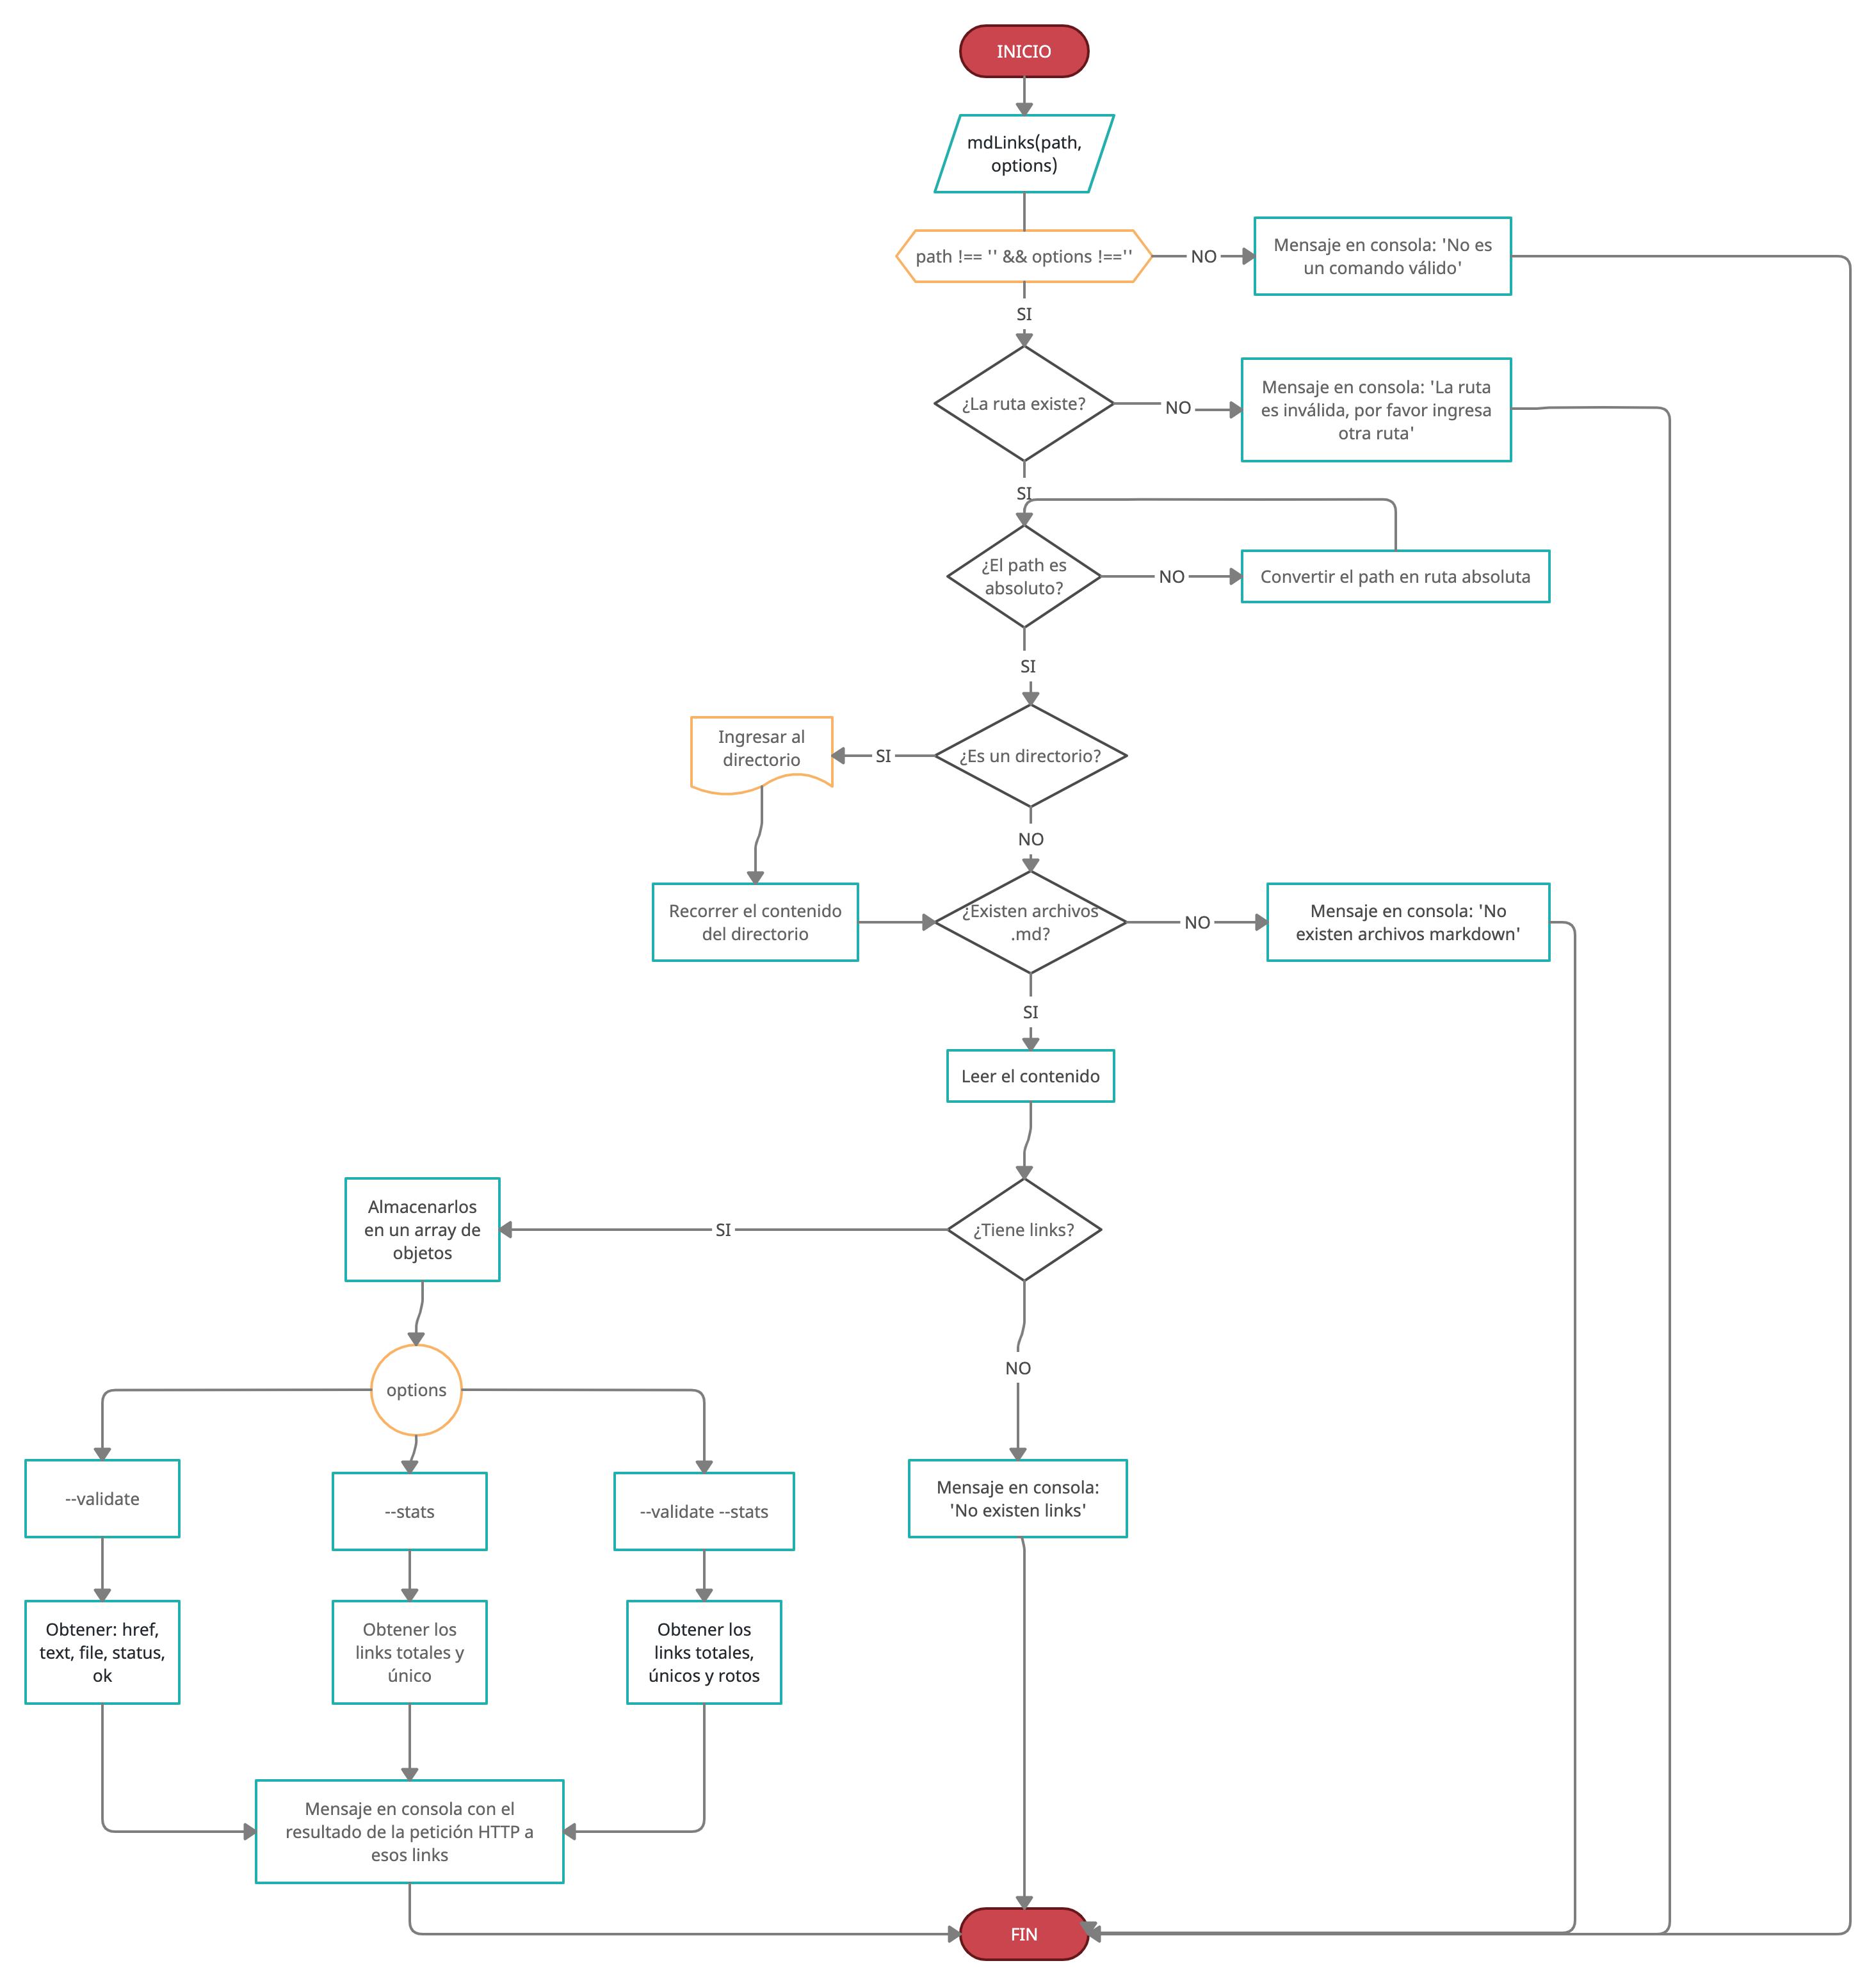 INICIO
mdLinks(path,
options)
path !== '' && options !==''
NO
Mensaje en consola: 'No es
un comando válido'
SI
¿La ruta existe?
NO
Mensaje en consola: 'La ruta
es inválida, por favor ingresa
otra ruta'
SI
¿El path es
absoluto?
NO
Convertir el path en ruta absoluta
SI
¿Es un directorio?
SI
Ingresar al
directorio
NO
Recorrer el contenido
del directorio
¿Existen archivos
.md?
NO
Mensaje en consola: 'No
existen archivos markdown'
SI
Leer el contenido
¿Tiene links?
SI
Almacenarlos
en un array de
objetos
NO
options
--validate
--stats
--validate --stats
Mensaje en consola:
'No existen links'
Obtener: href,
text, file, status,
ok
Obtener los
links totales y
único
Obtener los
links totales,
únicos y rotos
Mensaje en consola con el
resultado de la petición HTTP a
esos links
FIN